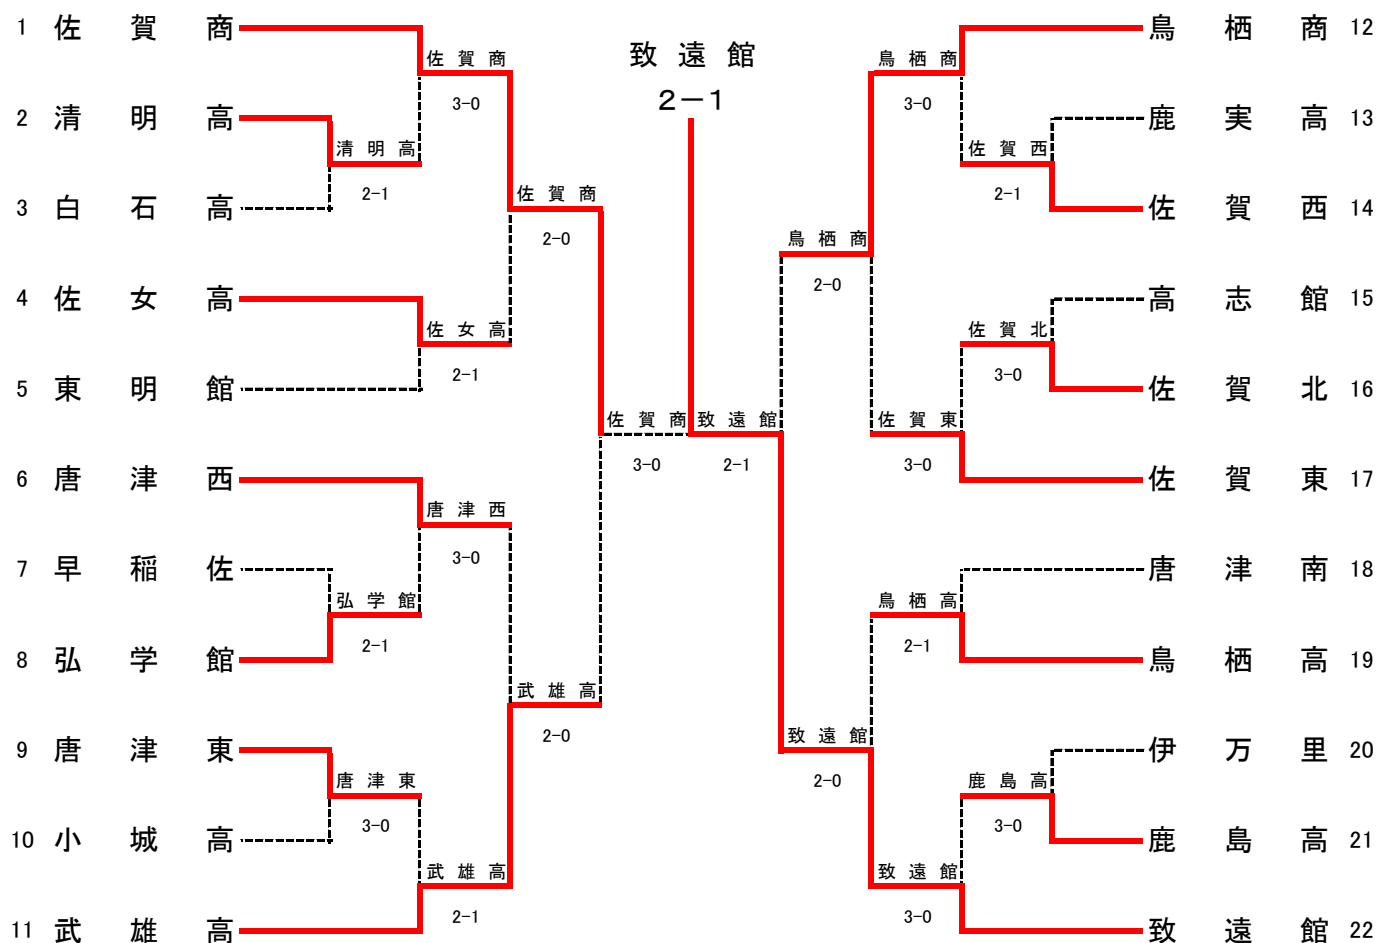 致遠館
2−1
1 佐賀商
2 清明高
3 白石高
4 佐女高
5 東明館
6 唐津西
7 早稲佐
8 弘学館
9 唐津東
10 小城高
11 武雄高
佐賀商
3-0
清明高
2-1
佐賀商
2-0
佐女高
2-1
佐賀商
3-0
唐津西
3-0
弘学館
2-1
武雄高
2-0
唐津東
3-0
武雄高
2-1
致遠館
2-1
鳥栖商
3-0
佐賀西
2-1
鳥栖商
2-0
佐賀北
3-0
佐賀東
3-0
鳥栖高
2-1
致遠館
2-0
鹿島高
3-0
致遠館
3-0
鳥栖商 12
鹿実高 13
佐賀西 14
高志館 15
佐賀北 16
佐賀東 17
唐津南 18
鳥栖高 19
伊万里 20
鹿島高 21
致遠館 22